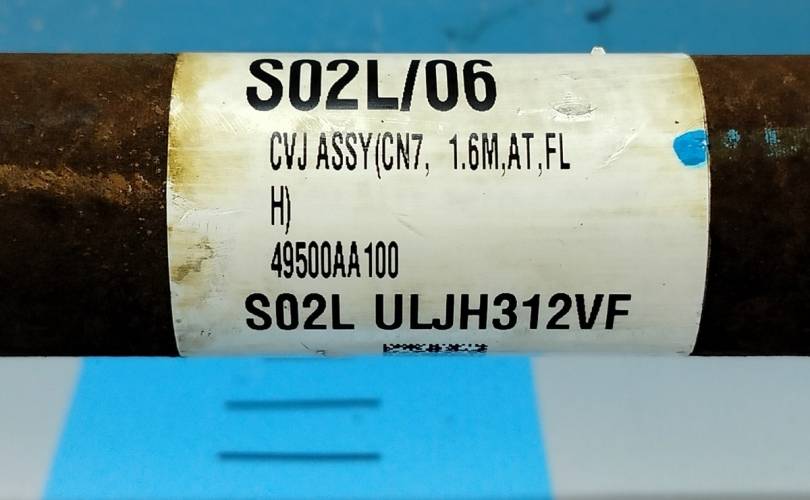 S02L/06
CVJ ASSY(CN7, 1.6M,AT,FL
H)
49500AA100
S02L ULJH312VF